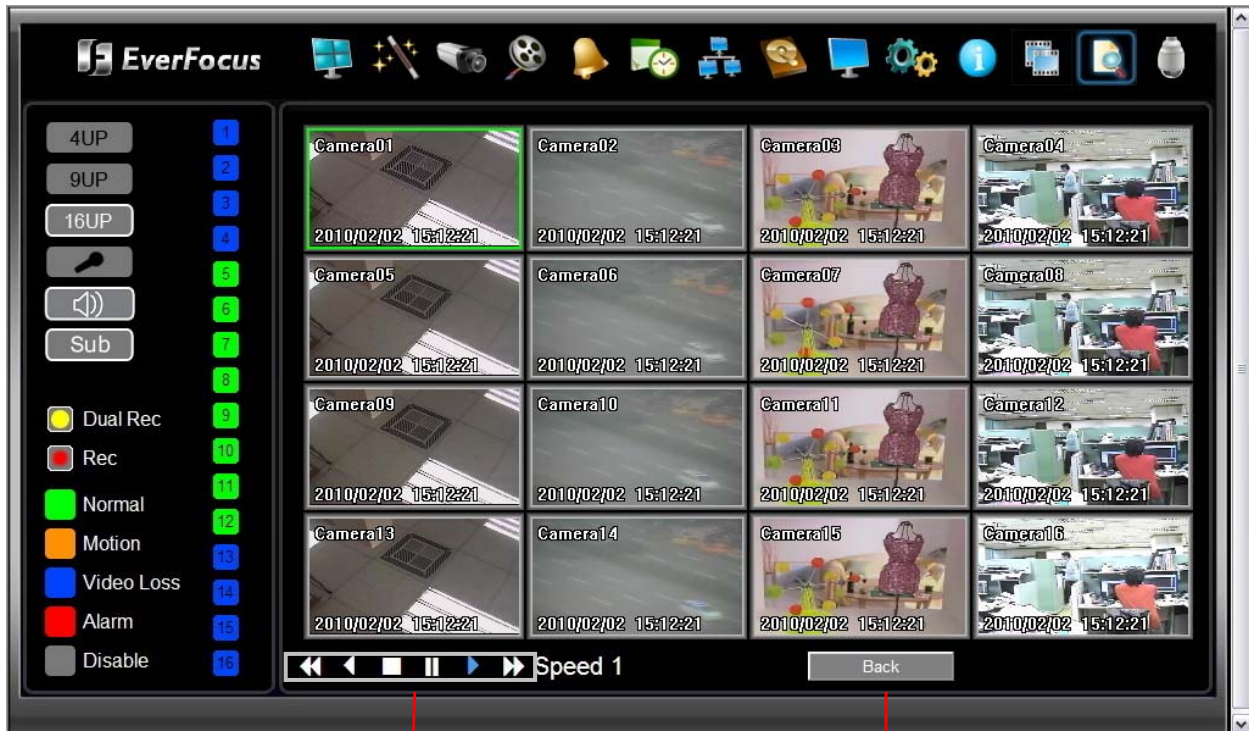 EverFocus
4UP
9UP
16UP
Sub
Dual Rec
Rec
Normal
Motion
Video Loss
Alarm
Disable
1
2
3
4
5
6
7
8
9
10
11
12
13
14
15
16
Camera01
2010/02/02 15:12:21
Camera02
2010/02/02 15:12:21
Camera03
2010/02/02 15:12:21
Camera04
2010/02/02 15:12:21
Camera05
2010/02/02 15:12:21
Camera06
2010/02/02 15:12:21
Camera07
2010/02/02 15:12:21
Camera08
2010/02/02 15:12:21
Camera09
2010/02/02 15:12:21
Camera10
2010/02/02 15:12:21
Camera11
2010/02/02 15:12:21
Camera12
2010/02/02 15:12:21
Camera13
2010/02/02 15:12:21
Camera14
2010/02/02 15:12:21
Camera15
2010/02/02 15:12:21
Camera16
2010/02/02 15:12:21
Speed 1
Back